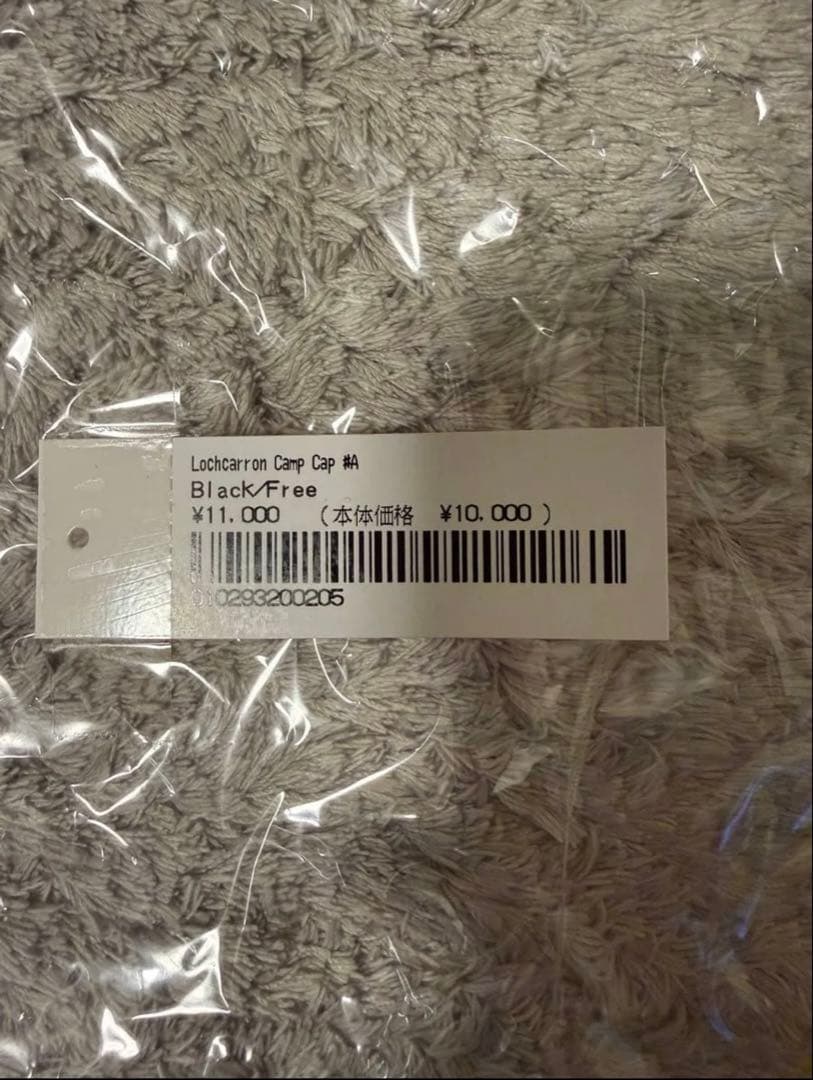 Lochcarron Camp Cap #A
Black/Free
¥11,000 (本体価格 ¥10,000 )
010293200205